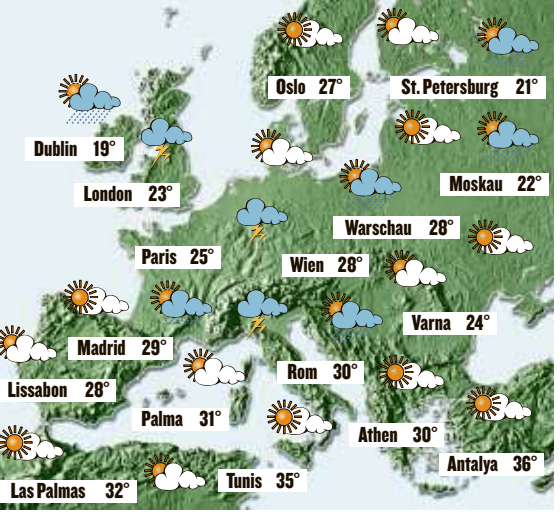 Oslo 27°
St. Petersburg 21°
Dublin 19°
London 23°
Moskau 22°
Warschau 28°
Paris 25°
Wien 28°
Varna 24°
Madrid 29°
Rom 30°
Lissabon 28°
Palma 31°
Athen 30°
Antalya 36°
Tunis 35°
Las Palmas 32°